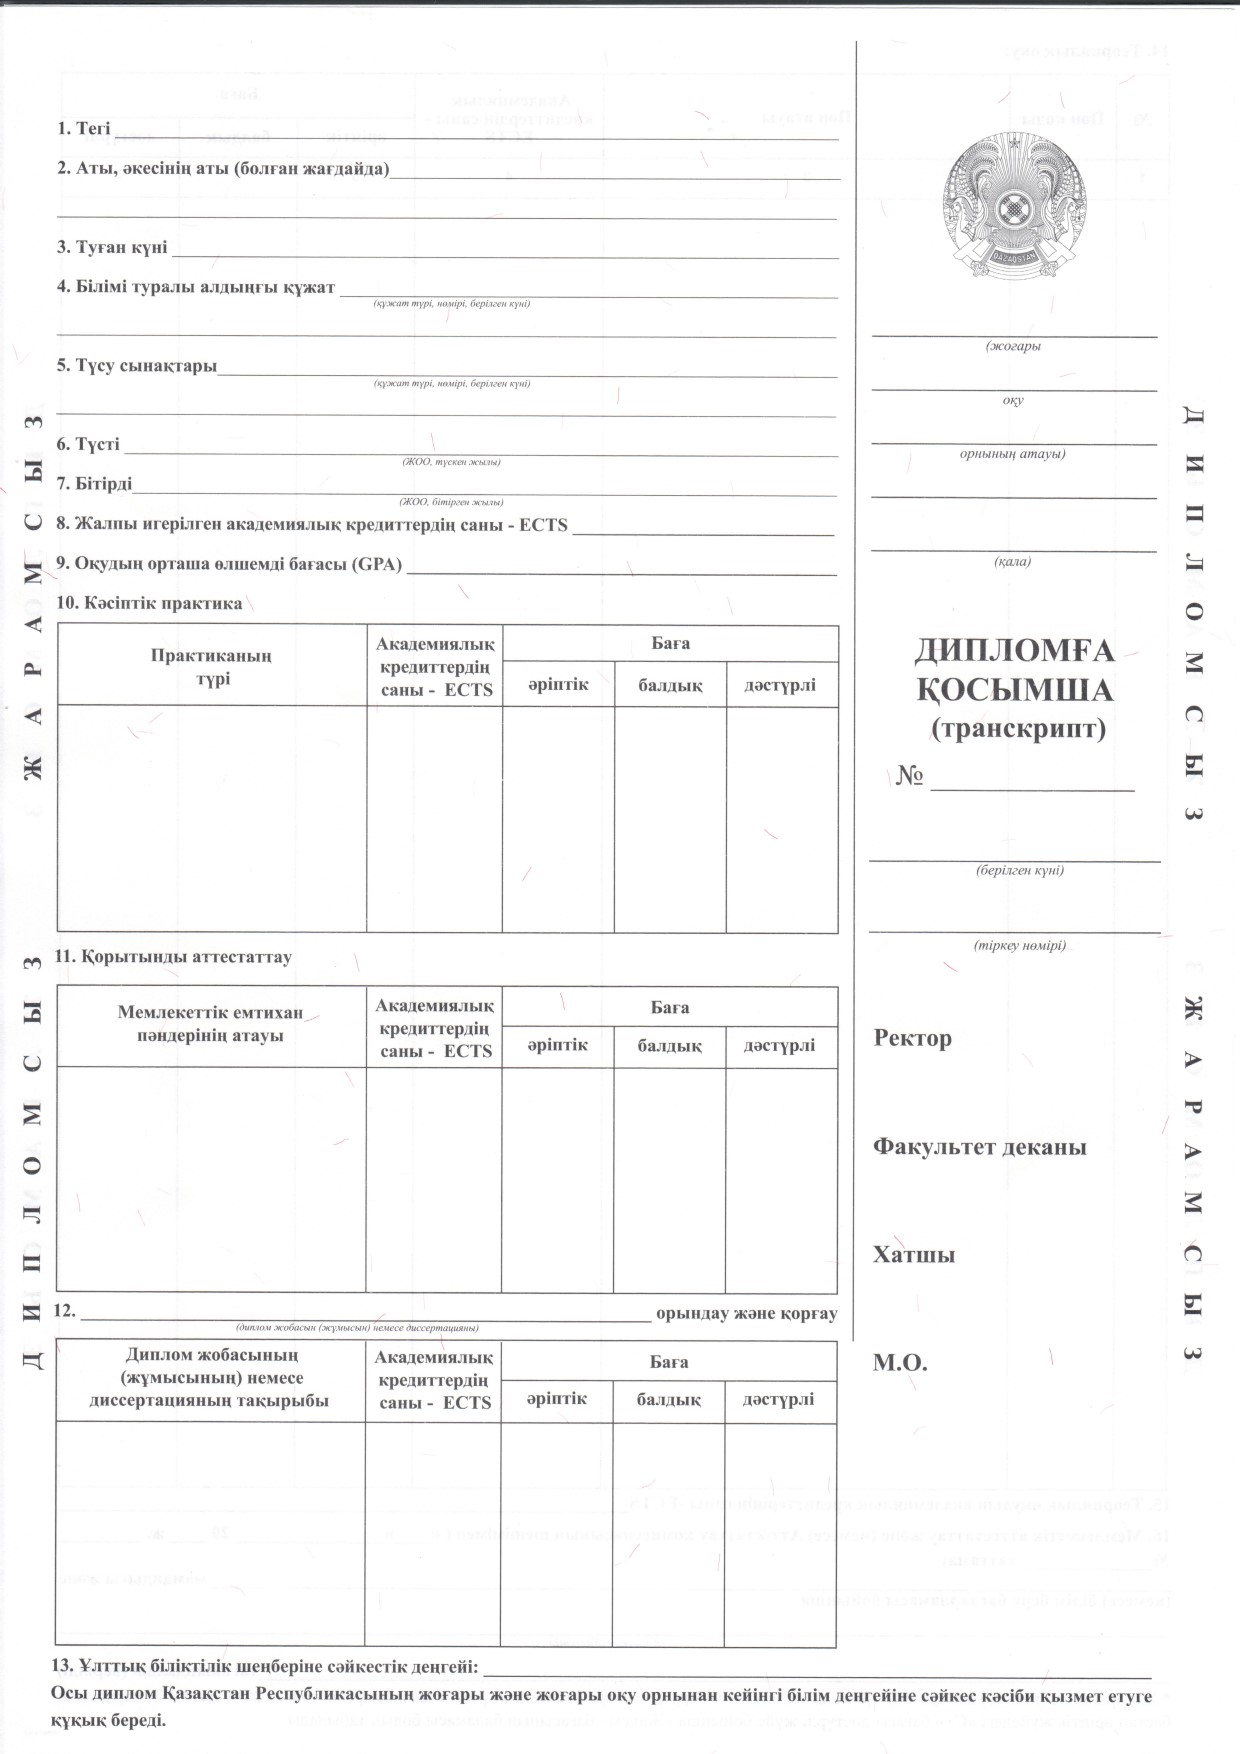 1. Тегі
2. Аты, әкесінің аты (болған жағдайда)
3. Туған күні
4. Білімі туралы алдыңғы құжат
(құжат түрі, нөмірі, берілген күні)
5. Түсу сынақтары
(құжат түрі, нөмірі, берілген күні)
6. Түсті
(ЖОО, түскен жылы)
7. Бітірді
(ЖОО, бітірген жылы)
8. Жалпы игерілген академиялық кредиттердің саны - ECTS
9. Оқудың орташа өлшемді бағасы (GPA)
10. Кәсіптік практика
Практиканың
түрі
Академиялық
кредиттердің
саны - ECTS
Баға
әріптік балдық дәстүрлі
11. Қорытынды аттестаттау
Мемлекеттік емтихан
пәндерінің атауы
Академиялық
кредиттердің
саны - ECTS
Баға
әріптік балдық дәстүрлі
12. орындау және қорғау
(диплом жобасын (жұмысын) немесе диссертацияны)
Диплом жобасының
(жұмысының) немесе
диссертацияның тақырыбы
Академиялық
кредиттердің
саны - ECTS
Баға
әріптік балдық дәстүрлі
13. Ұлттық біліктілік шеңберіне сәйкестік деңгейі:
Осы диплом Қазақстан Республикасының жоғары және жоғары оқу орнынан кейінгі білім деңгейіне сәйкес кәсіби қызмет етуге
құқық береді.
QAZAQSTAN
(жоғары
оқу
орнының атауы)
(қала)
ДИПЛОМҒА
ҚОСЫМША
(транскрипт)
№
(берілген күні)
(тіркеу нөмірі)
Ректор
Факультет деканы
Хатшы
М.О.
ДИПЛОМСЫЗ ЖАРАМСЫЗ
ДИПЛОМСЫЗ ЖАРАМСЫЗ